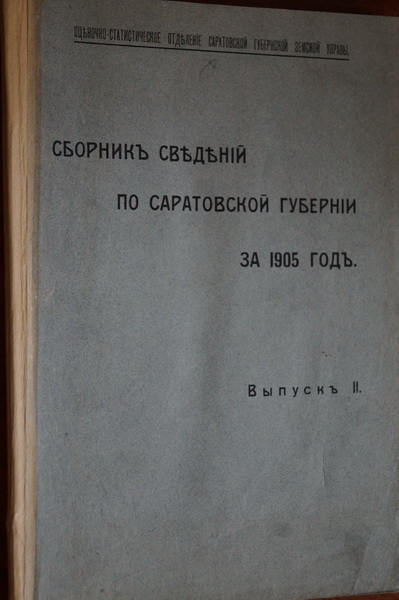 ОЦѢНОЧНО-СТАТИСТИЧЕСКОЕ ОТДѢЛЕНІЕ САРАТОВСКОЙ ГУБЕРНСКОЙ ЗЕМСКОЙ УПРАВЫ.
СБОРНИКЪ СВѢДѢНІЙ
ПО САРАТОВСКОЙ ГУБЕРНІИ
ЗА 1905 ГОДЪ.
Выпускъ II.